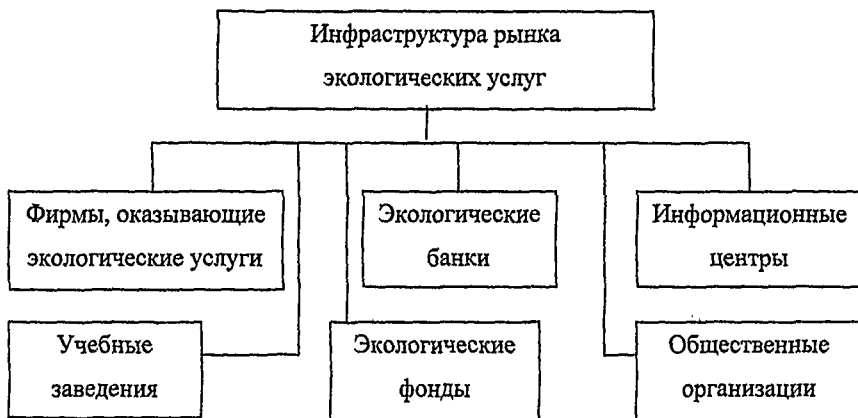 Инфраструктура рынка
экологических услуг
Фирмы, оказывающие
экологические услуги
Экологические
банки
Информационные
центры
Учебные
заведения
Экологические
фонды
Общественные
организации